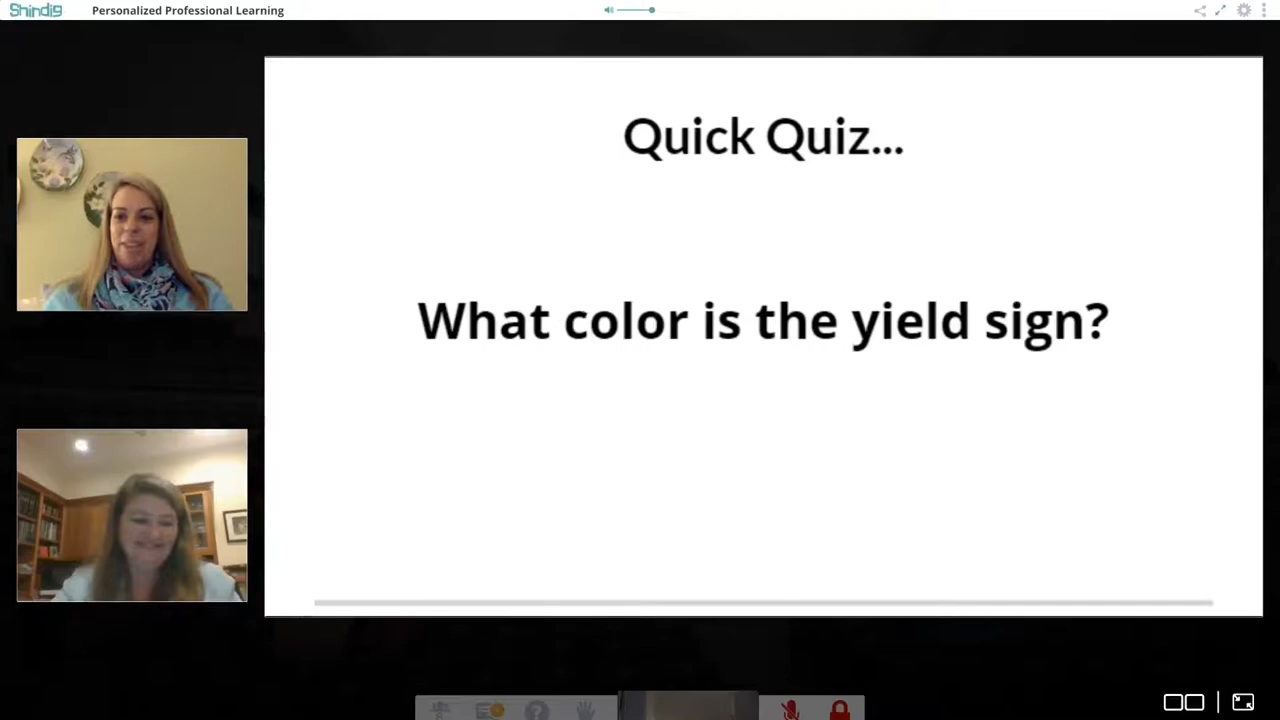 Shindig
Personalized Professional Learning
Quick Quiz...
What color is the yield sign?